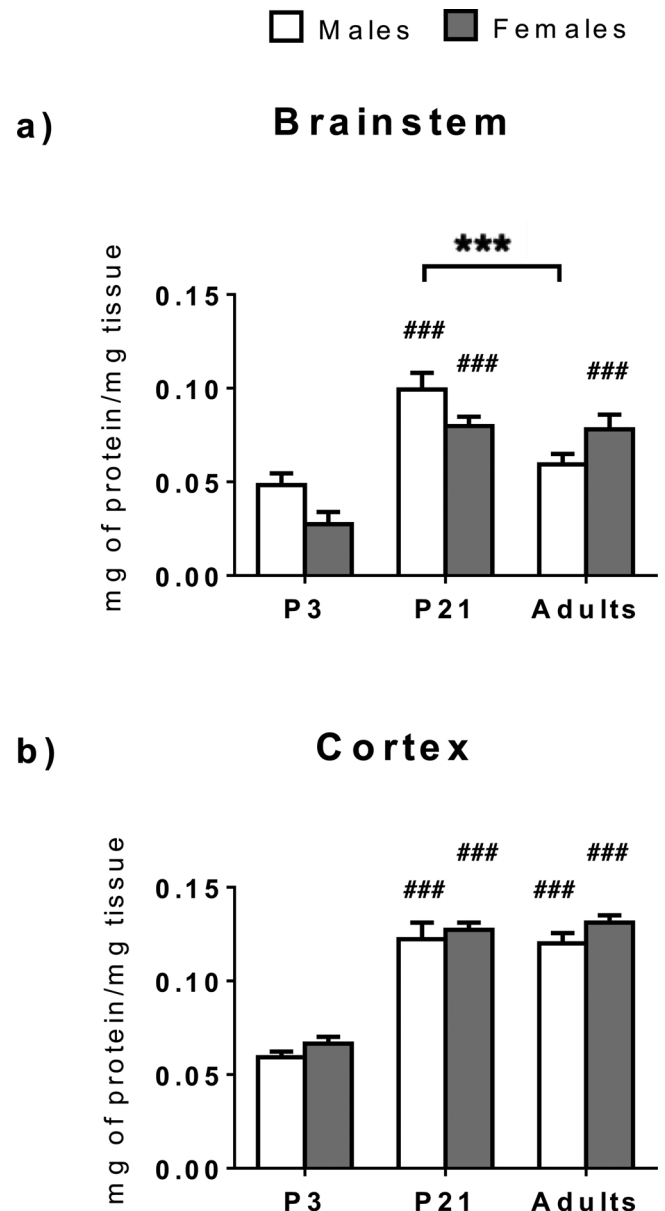 Males Females
a) Brainstem
***
mg of protein/mg tissue
0.15
###
###
###
0.10
0.05
0.00
P3 P21 Adults
b) Cortex
mg of protein/mg tissue
### ###
0.15 ### ###
0.10
0.05
0.00
P3 P21 Adults